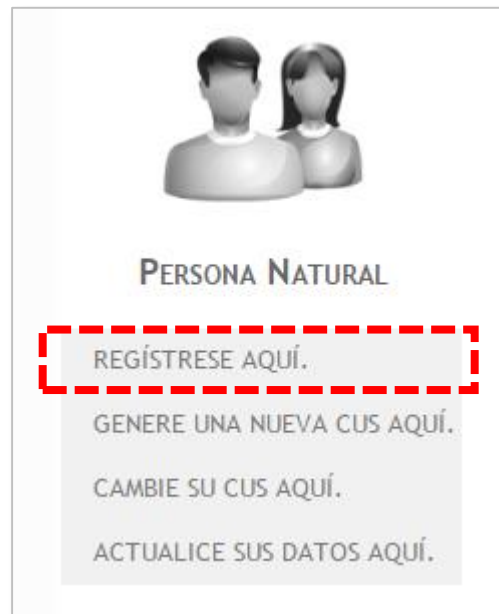 PERSONA NATURAL
REGÍSTRESE AQUÍ.
GENERE UNA NUEVA CUS AQUÍ.
CAMBIE SU CUS AQUÍ.
ACTUALICE SUS DATOS AQUÍ.